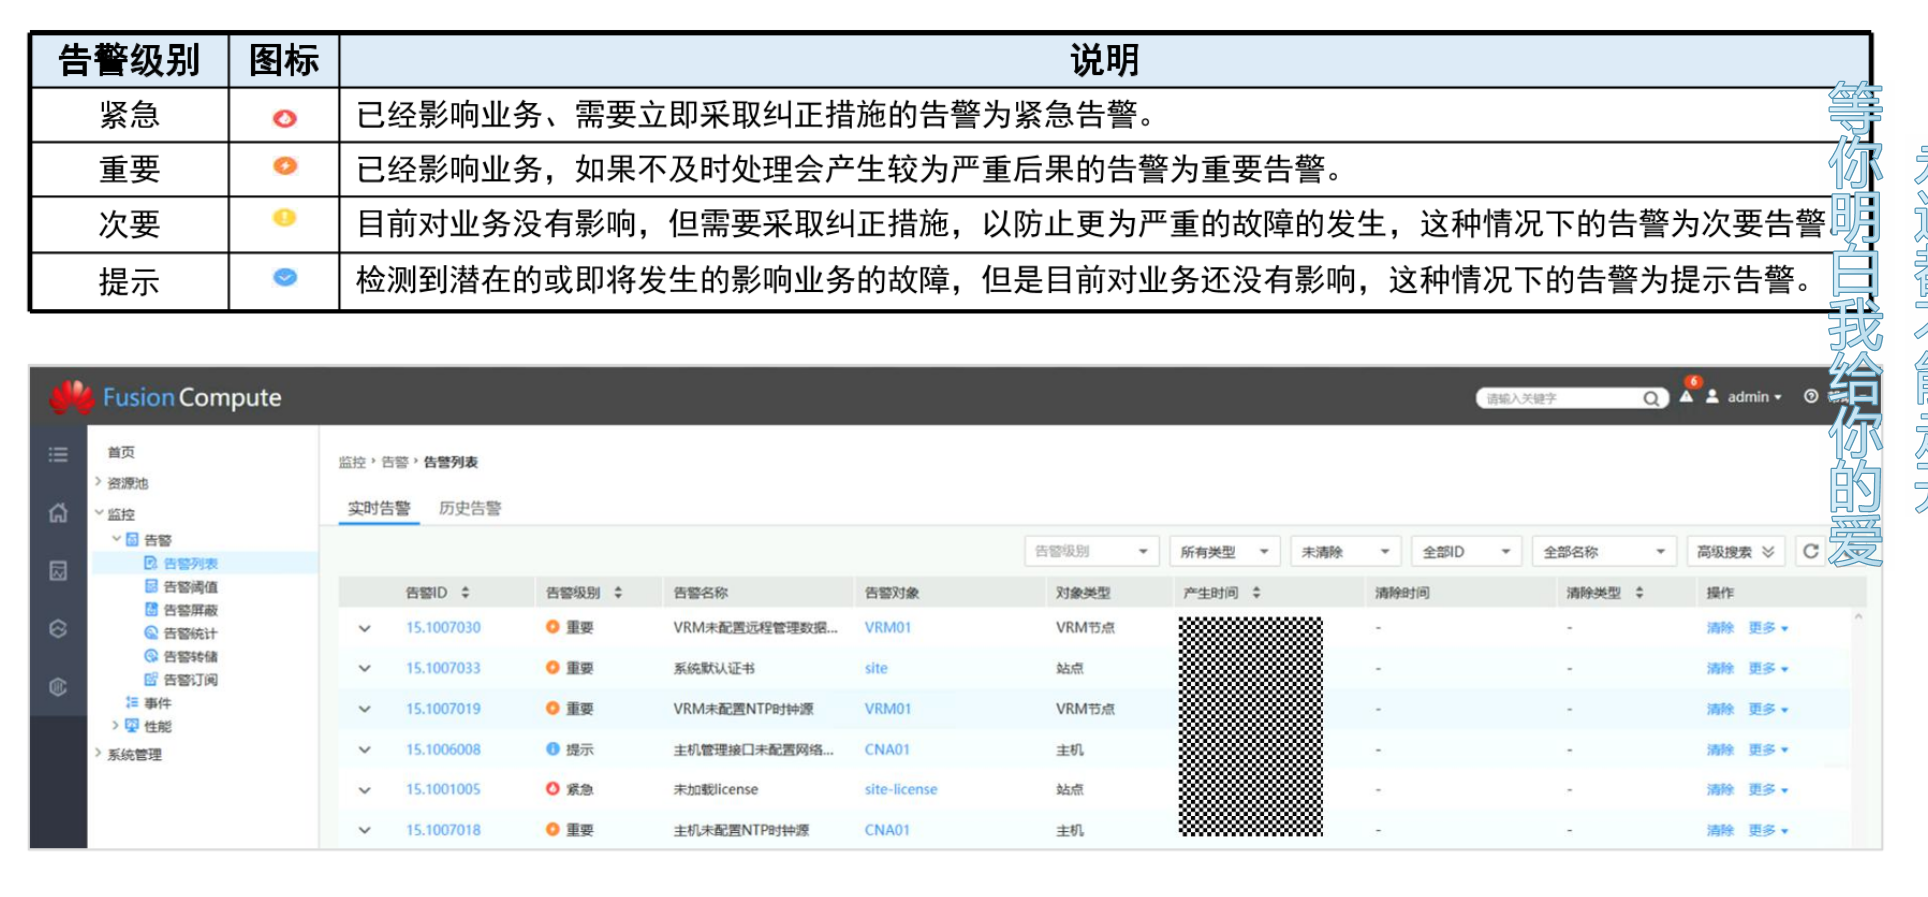 告警级别 图标 说明
紧急 已经影响业务、需要立即采取纠正措施的告警为紧急告警。
重要 已经影响业务，如果不及时处理会产生较为严重后果的告警为重要告警。
次要 目前对业务没有影响，但需要采取纠正措施，以防止更为严重的故障的发生，这种情况下的告警为次要告警
提示 检测到潜在的或即将发生的影响业务的故障，但是目前对业务还没有影响，这种情况下的告警为提示告警。
等你明白我给你的爱
FusionCompute 请输入关键字 6 admin
首页
资源池
监控
告警
告警列表
告警阈值
告警屏蔽
告警统计
告警转储
告警订阅
事件
性能
系统管理
监控 › 告警 › 告警列表
实时告警 历史告警
告警级别 所有类型 未清除 全部ID 全部名称 高级搜索
告警ID 告警级别 告警名称 告警对象 对象类型 产生时间 清除时间 清除类型 操作
15.1007030 重要 VRM未配置远程管理数据... VRM01 VRM节点 - - 清除 更多
15.1007033 重要 系统默认证书 site 站点 - - 清除 更多
15.1007019 重要 VRM未配置NTP时钟源 VRM01 VRM节点 - - 清除 更多
15.1006008 提示 主机管理接口未配置网络... CNA01 主机 - - 清除 更多
15.1001005 紧急 未加载license site-license 站点 - - 清除 更多
15.1007018 重要 主机未配置NTP时钟源 CNA01 主机 - - 清除 更多